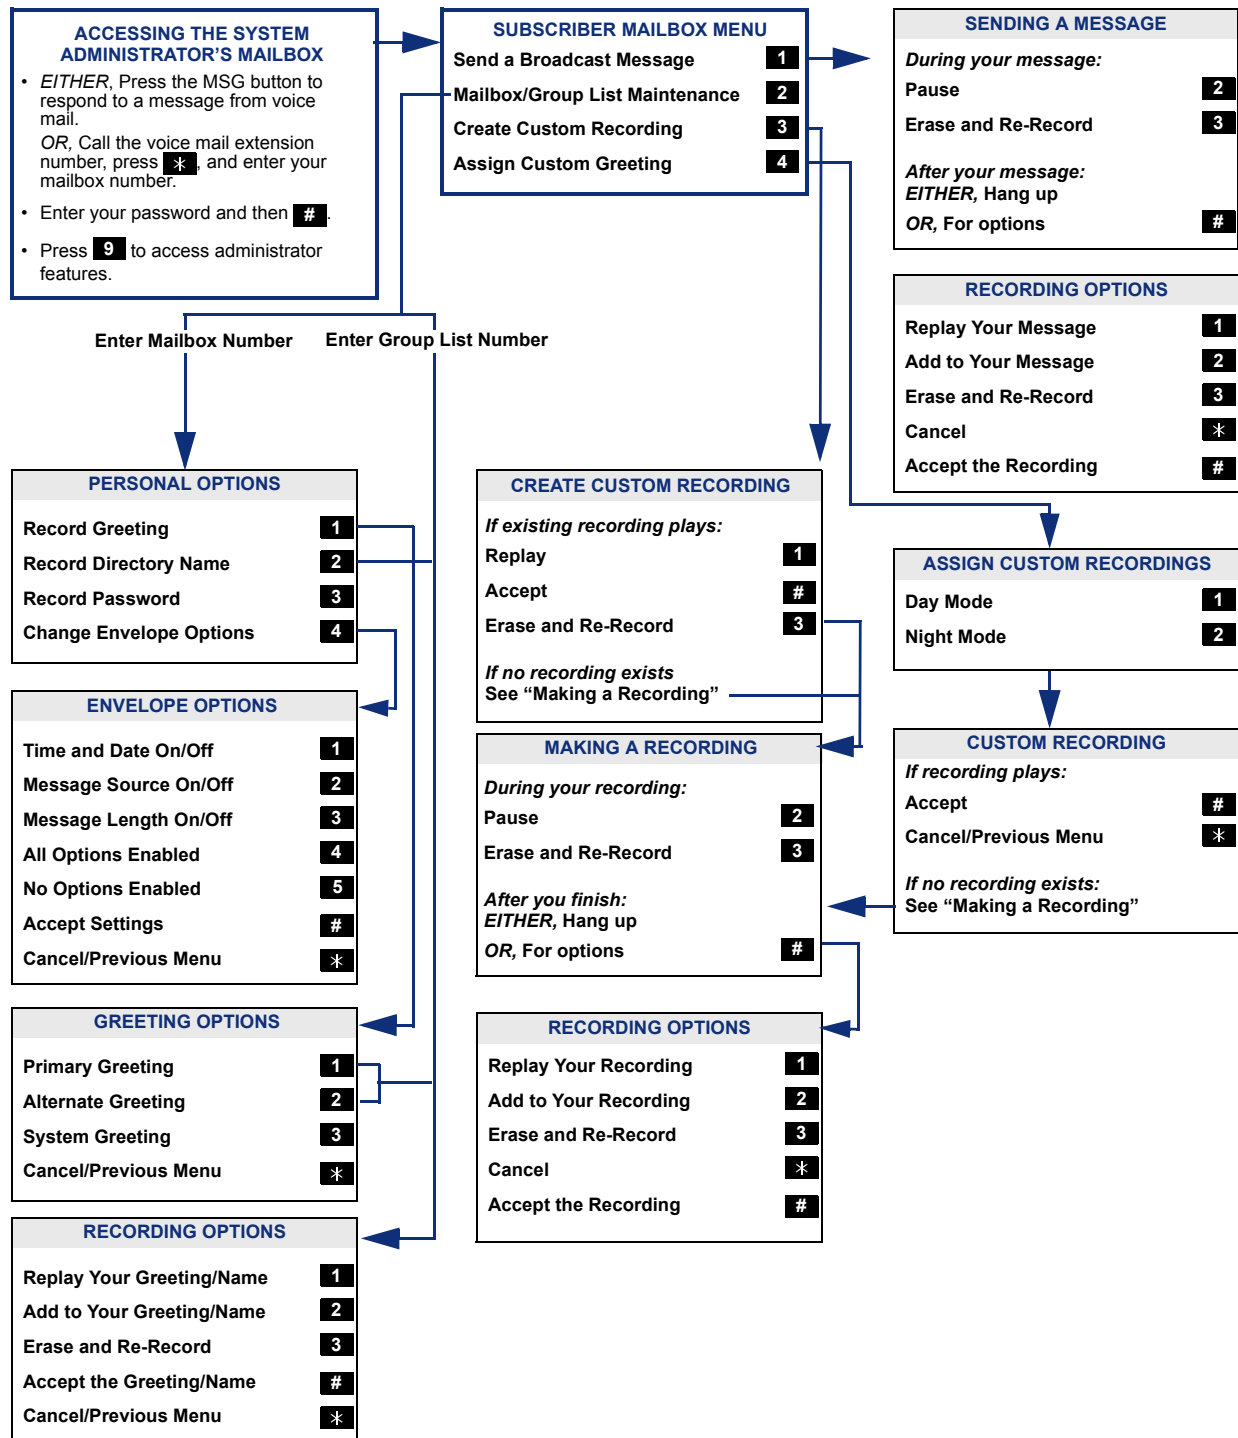 ACCESSING THE SYSTEM
ADMINISTRATOR'S MAILBOX
• EITHER, Press the MSG button to
respond to a message from voice
mail.
OR, Call the voice mail extension
number, press * , and enter your
mailbox number.
• Enter your password and then # .
• Press 9 to access administrator
features.
SUBSCRIBER MAILBOX MENU
Send a Broadcast Message 1
Mailbox/Group List Maintenance 2
Create Custom Recording 3
Assign Custom Greeting 4
SENDING A MESSAGE
During your message:
Pause 2
Erase and Re-Record 3
After your message:
EITHER, Hang up
OR, For options #
RECORDING OPTIONS
Replay Your Message 1
Add to Your Message 2
Erase and Re-Record 3
Cancel *
Accept the Recording #
Enter Mailbox Number
Enter Group List Number
PERSONAL OPTIONS
Record Greeting 1
Record Directory Name 2
Record Password 3
Change Envelope Options 4
ENVELOPE OPTIONS
Time and Date On/Off 1
Message Source On/Off 2
Message Length On/Off 3
All Options Enabled 4
No Options Enabled 5
Accept Settings #
Cancel/Previous Menu *
GREETING OPTIONS
Primary Greeting 1
Alternate Greeting 2
System Greeting 3
Cancel/Previous Menu *
RECORDING OPTIONS
Replay Your Greeting/Name 1
Add to Your Greeting/Name 2
Erase and Re-Record 3
Accept the Greeting/Name #
Cancel/Previous Menu *
CREATE CUSTOM RECORDING
If existing recording plays:
Replay 1
Accept #
Erase and Re-Record 3
If no recording exists
See “Making a Recording”
MAKING A RECORDING
During your recording:
Pause 2
Erase and Re-Record 3
After you finish:
EITHER, Hang up
OR, For options #
RECORDING OPTIONS
Replay Your Recording 1
Add to Your Recording 2
Erase and Re-Record 3
Cancel *
Accept the Recording #
ASSIGN CUSTOM RECORDINGS
Day Mode 1
Night Mode 2
CUSTOM RECORDING
If recording plays:
Accept #
Cancel/Previous Menu *
If no recording exists:
See “Making a Recording”